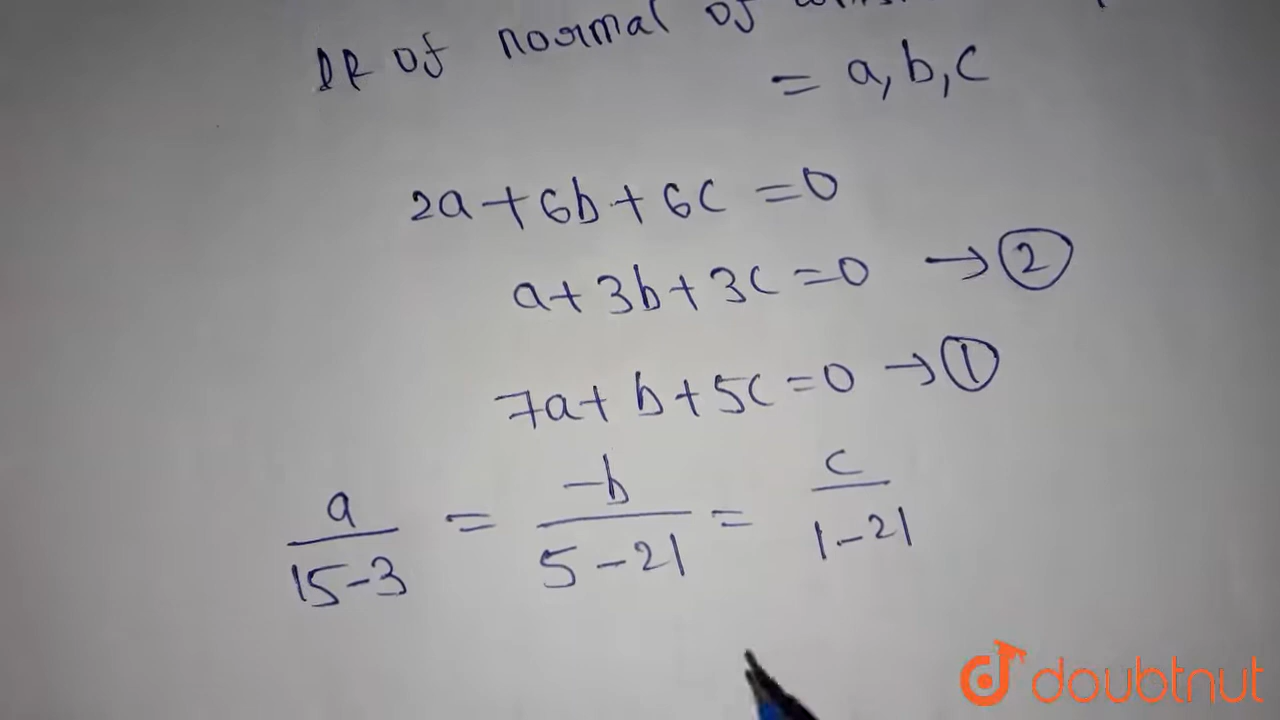 DR of normal of
= a, b, c
2a + 6b + 6c = 0
a + 3b + 3c = 0 → ②
7a + b + 5c = 0 → ①
a/15-3 = -b/5-21 = c/1-21
doubtnut